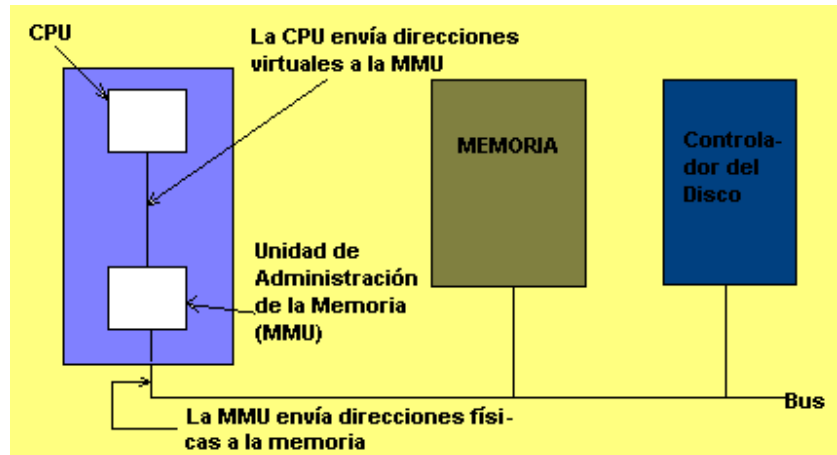 CPU
La CPU envía direcciones
virtuales a la MMU
MEMORIA
Controla-
dor del
Disco
Unidad de
Administración
de la Memoria
(MMU)
Bus
La MMU envía direcciones físi-
cas a la memoria